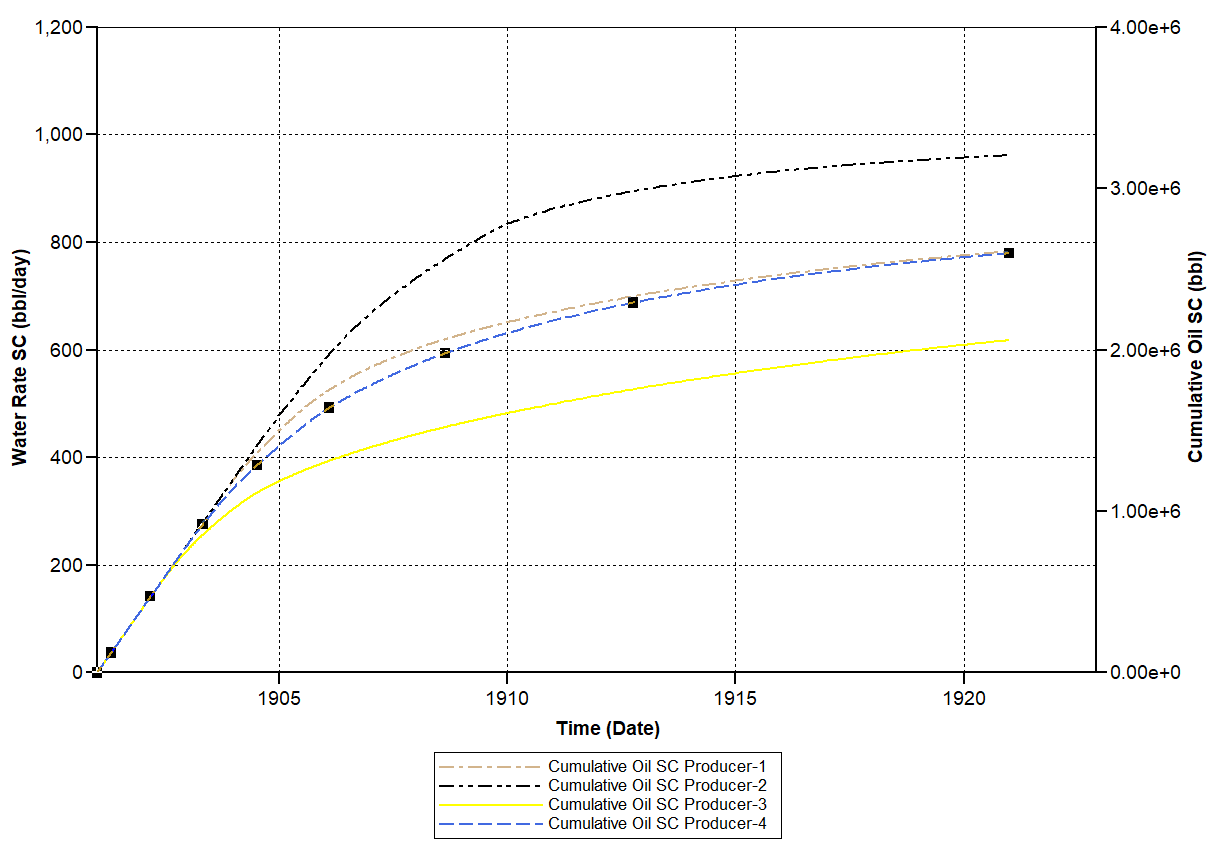 1,200
1,000
800
600
400
200
0
Water Rate SC (bbl/day)
4.00e+6
3.00e+6
2.00e+6
1.00e+6
0.00e+0
Cumulative Oil SC (bbl)
1905 1910 1915 1920
Time (Date)
Cumulative Oil SC Producer-1
Cumulative Oil SC Producer-2
Cumulative Oil SC Producer-3
Cumulative Oil SC Producer-4